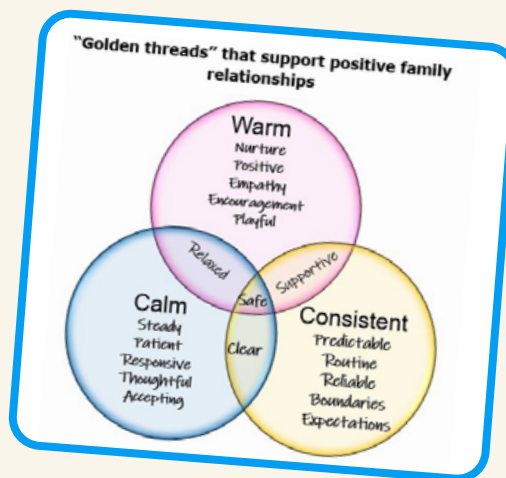 "Golden threads" that support positive family
relationships
Warm
Nurture
Positive
Empathy
Encouragement
Playful
Relaxed
Supportive
Safe
Clear
Calm
Steady
Patient
Responsive
Thoughtful
Accepting
Consistent
Predictable
Routine
Reliable
Boundaries
Expectations